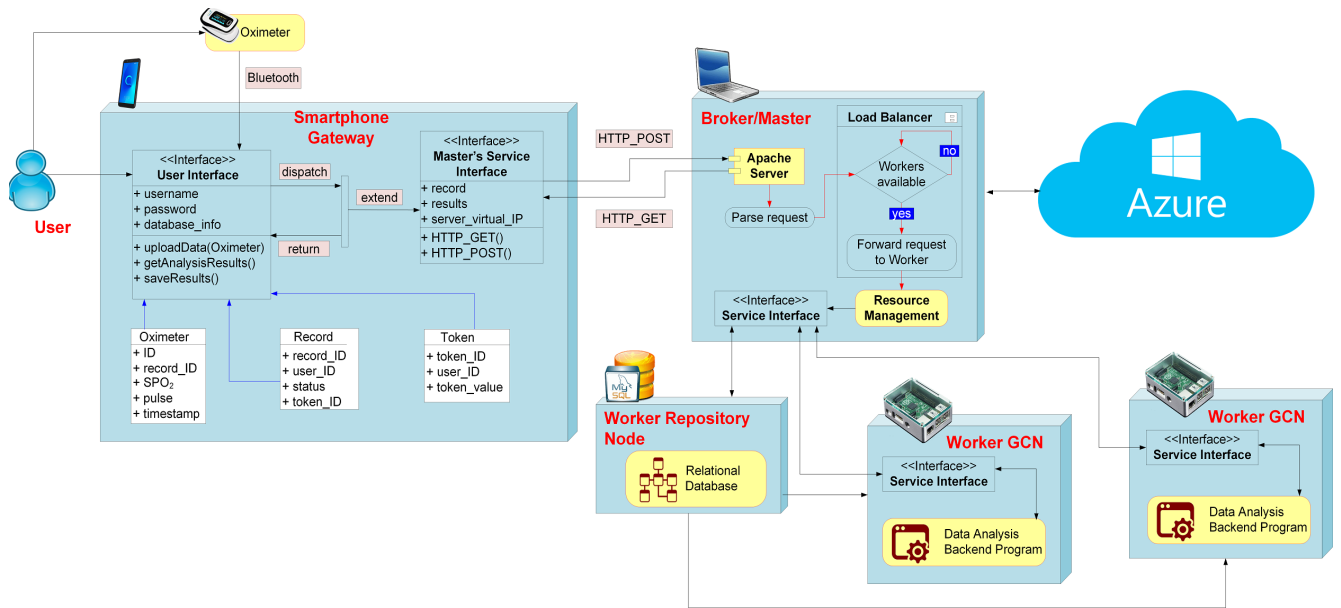 Oximeter
Bluetooth
User
Smartphone
Gateway
<<Interface>>
User Interface
+ username
+ password
+ database_info
+ uploadData(Oximeter)
+ getAnalysisResults()
+ saveResults()
dispatch
extend
return
<<Interface>>
Master's Service
Interface
+ record
+ results
+ server_virtual_IP
+ HTTP_GET()
+ HTTP_POST()
Oximeter
+ ID
+ record_ID
+ SPO₂
+ pulse
+ timestamp
Record
+ record_ID
+ user_ID
+ status
+ token_ID
Token
+ token_ID
+ user_ID
+ token_value
HTTP_POST
HTTP_GET
Broker/Master
Apache
Server
Parse request
Load Balancer
Workers
available
no
yes
Forward request
to Worker
Resource
Management
<<Interface>>
Service Interface
Azure
My
SQL
Worker Repository
Node
Relational
Database
Worker GCN
<<Interface>>
Service Interface
Data Analysis
Backend Program
Worker GCN
<<Interface>>
Service Interface
Data Analysis
Backend Program